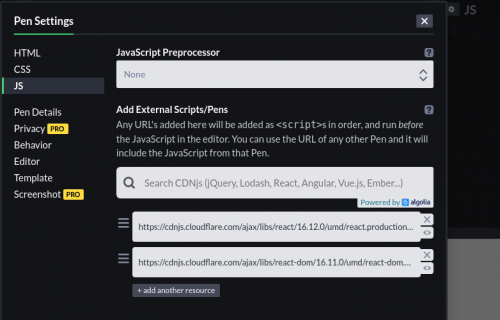 Pen Settings
JS
HTML
CSS
JS
Pen Details
Privacy PRO
Behavior
Editor
Template
Screenshot PRO
JavaScript Preprocessor
None
Add External Scripts/Pens
Any URL's added here will be added as <script>s in order, and run before
the JavaScript in the editor. You can use the URL of any other Pen and it will
include the JavaScript from that Pen.
Search CDNjs (jQuery, Lodash, React, Angular, Vue.js, Ember...)
Powered by algolia
https://cdnjs.cloudflare.com/ajax/libs/react/16.12.0/umd/react.production...
https://cdnjs.cloudflare.com/ajax/libs/react-dom/16.11.0/umd/react-dom....
+ add another resource